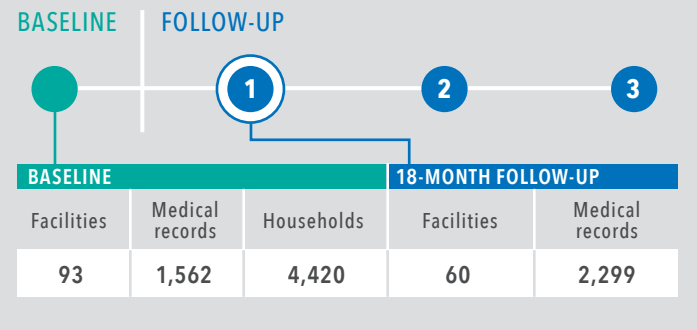 BASELINE FOLLOW-UP
1 2 3
BASELINE 18-MONTH FOLLOW-UP
Facilities Medical records Households Facilities Medical records
93 1,562 4,420 60 2,299